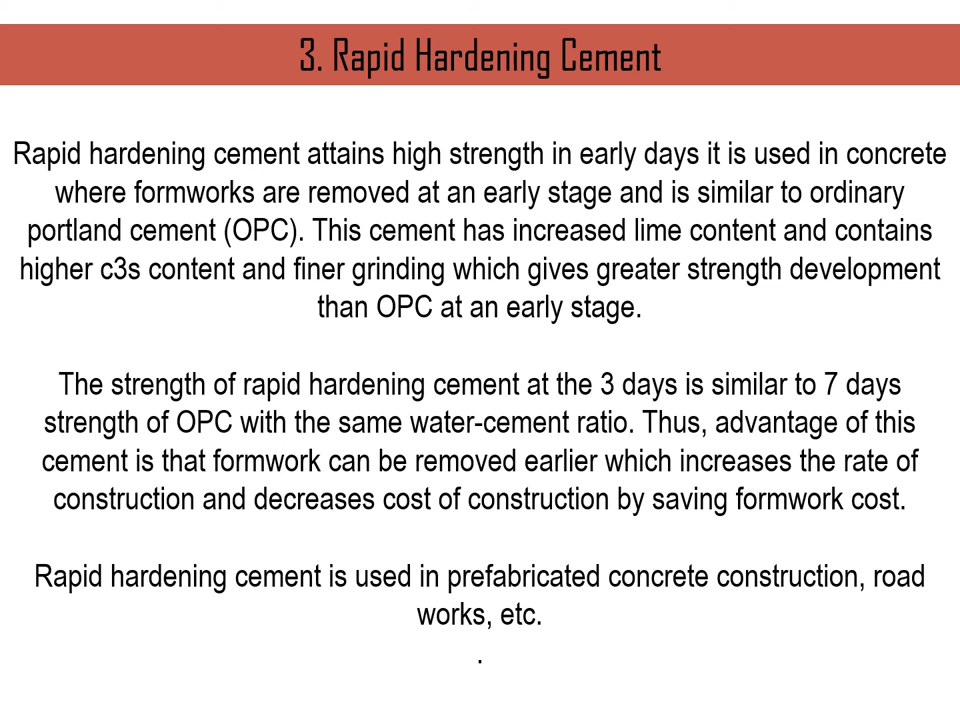 3. Rapid Hardening Cement
Rapid hardening cement attains high strength in early days it is used in concrete
where formworks are removed at an early stage and is similar to ordinary
portland cement (OPC). This cement has increased lime content and contains
higher c3s content and finer grinding which gives greater strength development
than OPC at an early stage.
The strength of rapid hardening cement at the 3 days is similar to 7 days
strength of OPC with the same water-cement ratio. Thus, advantage of this
cement is that formwork can be removed earlier which increases the rate of
construction and decreases cost of construction by saving formwork cost.
Rapid hardening cement is used in prefabricated concrete construction, road
works, etc.
.